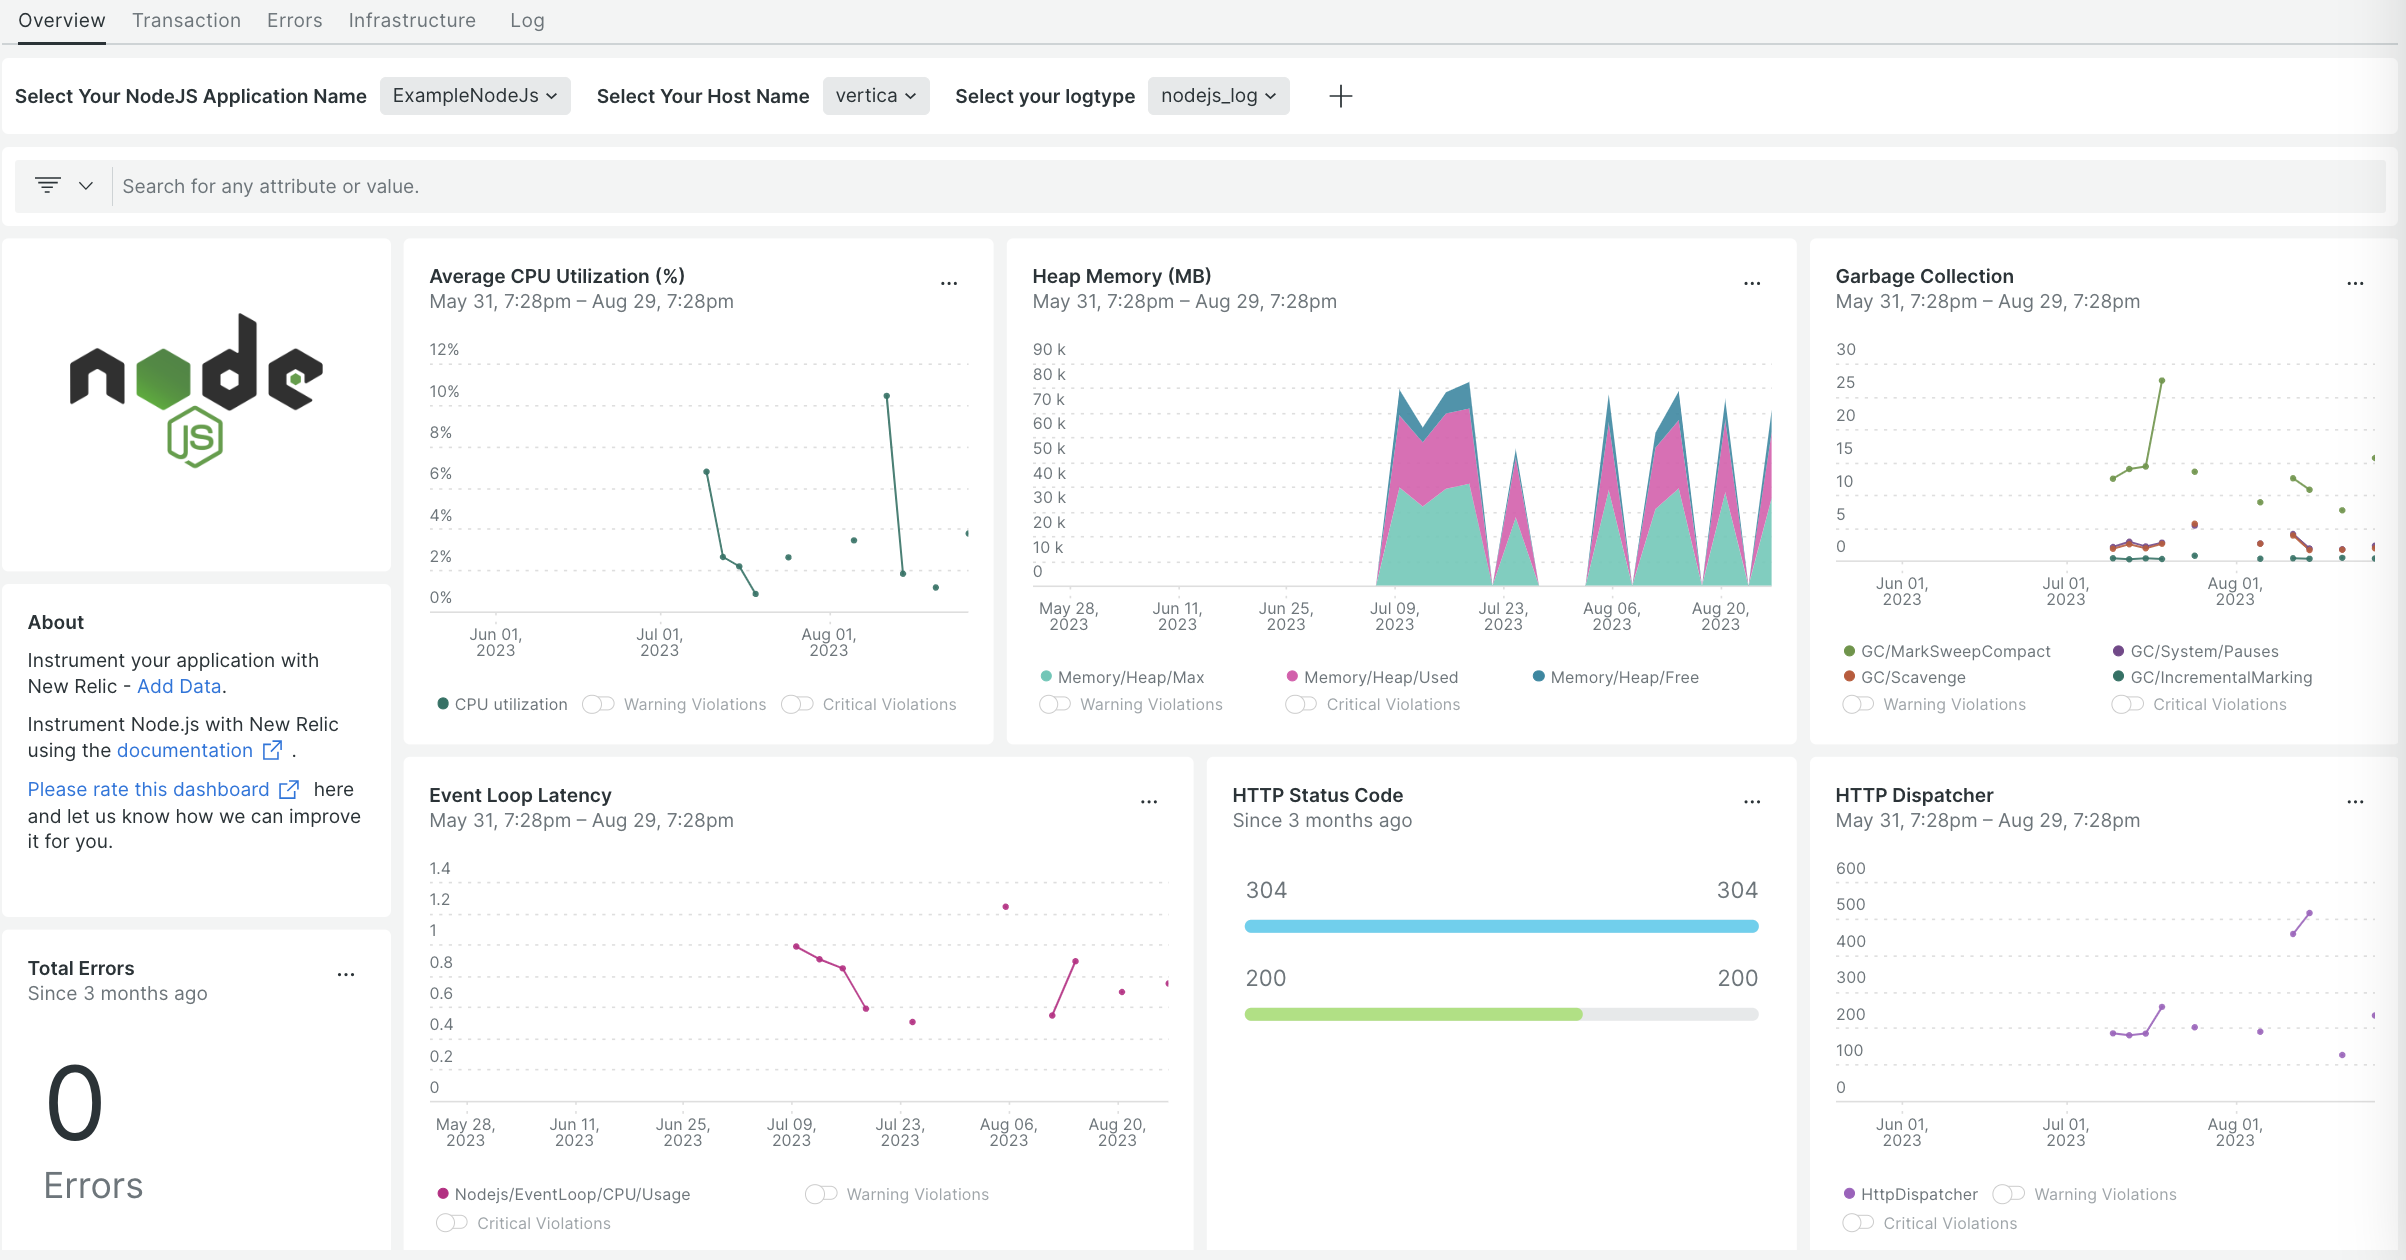 Overview Transaction Errors Infrastructure Log
Select Your NodeJS Application Name ExampleNodeJs Select Your Host Name vertica Select your logtype nodejs_log
Search for any attribute or value.
node
JS
About
Instrument your application with
New Relic - Add Data.
Instrument Node.js with New Relic
using the documentation .
Please rate this dashboard here
and let us know how we can improve
it for you.
Total Errors
Since 3 months ago
0
Errors
Average CPU Utilization (%)
May 31, 7:28pm – Aug 29, 7:28pm
12%
10%
8%
6%
4%
2%
0%
Jun 01, Jul 01, Aug 01,
2023 2023 2023
CPU utilization Warning Violations Critical Violations
Heap Memory (MB)
May 31, 7:28pm – Aug 29, 7:28pm
90 k
80 k
70 k
60 k
50 k
40 k
30 k
20 k
10 k
0
May 28, Jun 11, Jun 25, Jul 09, Jul 23, Aug 06, Aug 20,
2023 2023 2023 2023 2023 2023 2023
Memory/Heap/Max Memory/Heap/Used Memory/Heap/Free
Warning Violations Critical Violations
Garbage Collection
May 31, 7:28pm – Aug 29, 7:28pm
30
25
20
15
10
5
0
Jun 01, Jul 01, Aug 01,
2023 2023 2023
GC/MarkSweepCompact GC/System/Pauses
GC/Scavenge GC/IncrementalMarking
Warning Violations Critical Violations
Event Loop Latency
May 31, 7:28pm – Aug 29, 7:28pm
1.4
1.2
1
0.8
0.6
0.4
0.2
0
May 28, Jun 11, Jun 25, Jul 09, Jul 23, Aug 06, Aug 20,
2023 2023 2023 2023 2023 2023 2023
Nodejs/EventLoop/CPU/Usage Warning Violations
Critical Violations
HTTP Status Code
Since 3 months ago
304 304
200 200
HTTP Dispatcher
May 31, 7:28pm – Aug 29, 7:28pm
600
500
400
300
200
100
0
Jun 01, Jul 01, Aug 01,
2023 2023 2023
HttpDispatcher Warning Violations
Critical Violations